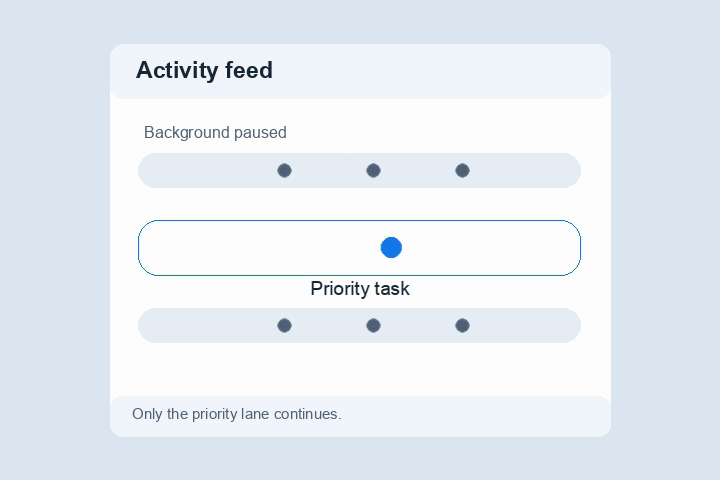 Activity feed
Background paused
Priority task
Only the priority lane continues.